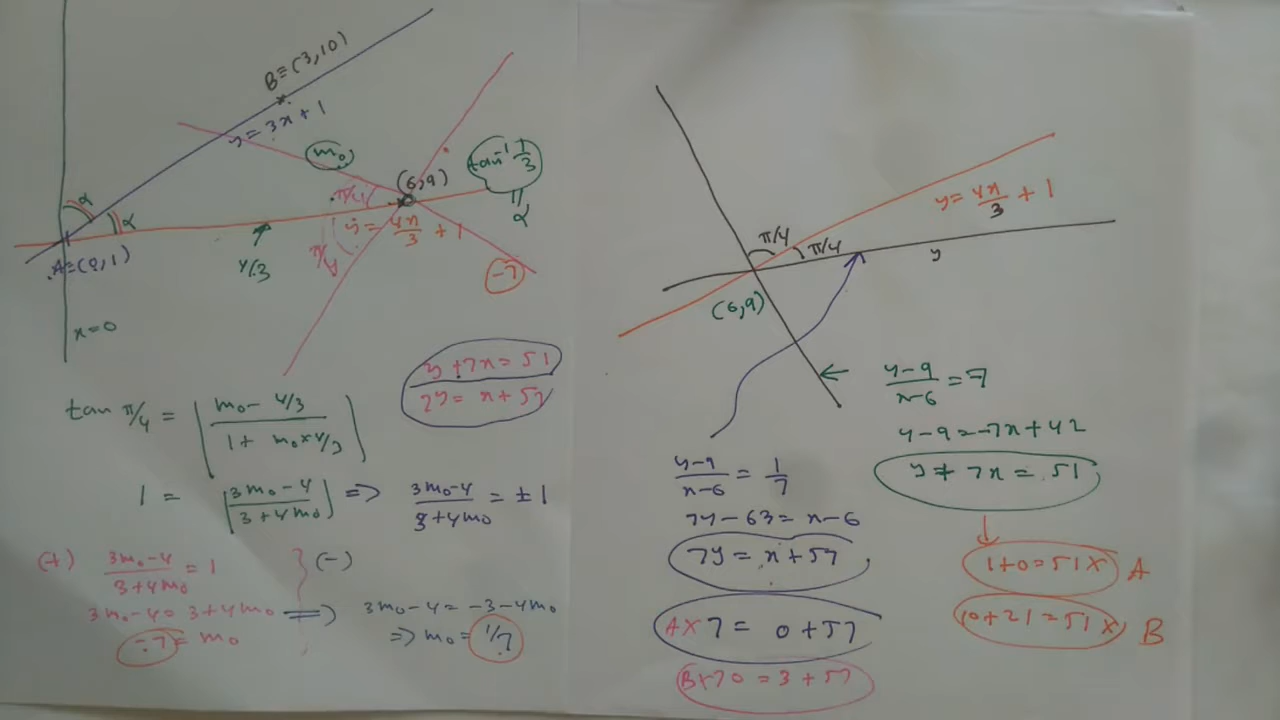 B≡(3,10)
y=3x+1
m₀
(6,9)
tan⁻¹ 1/3
π/4
α
α
α
y= 4x/3 + 1
A≡(0,1)
4/3
-7
x=0
y+7x=51
7y= x+57
tan π/4 = | m₀- 4/3 / 1+ m₀×4/3 |
1 = | 3m₀-4 / 3+4m₀ | => 3m₀-4 / 3+4m₀ = ±1
(+) 3m₀-4 / 3+4m₀ = 1
3m₀-4= 3+4m₀ =>
-7= m₀
(-)
3m₀-4= -3-4m₀
=> m₀= 1/7
y= 4x/3 + 1
π/4
π/4
y
(6,9)
y-9 / x-6 = 7
y-9=-7x+42
y+7x=51
1+0=51× A
10+21=51× B
y-9 / x-6 = 1/7
7y-63= x-6
7y= x+57
A× 7= 0+57
B×70 =3+57